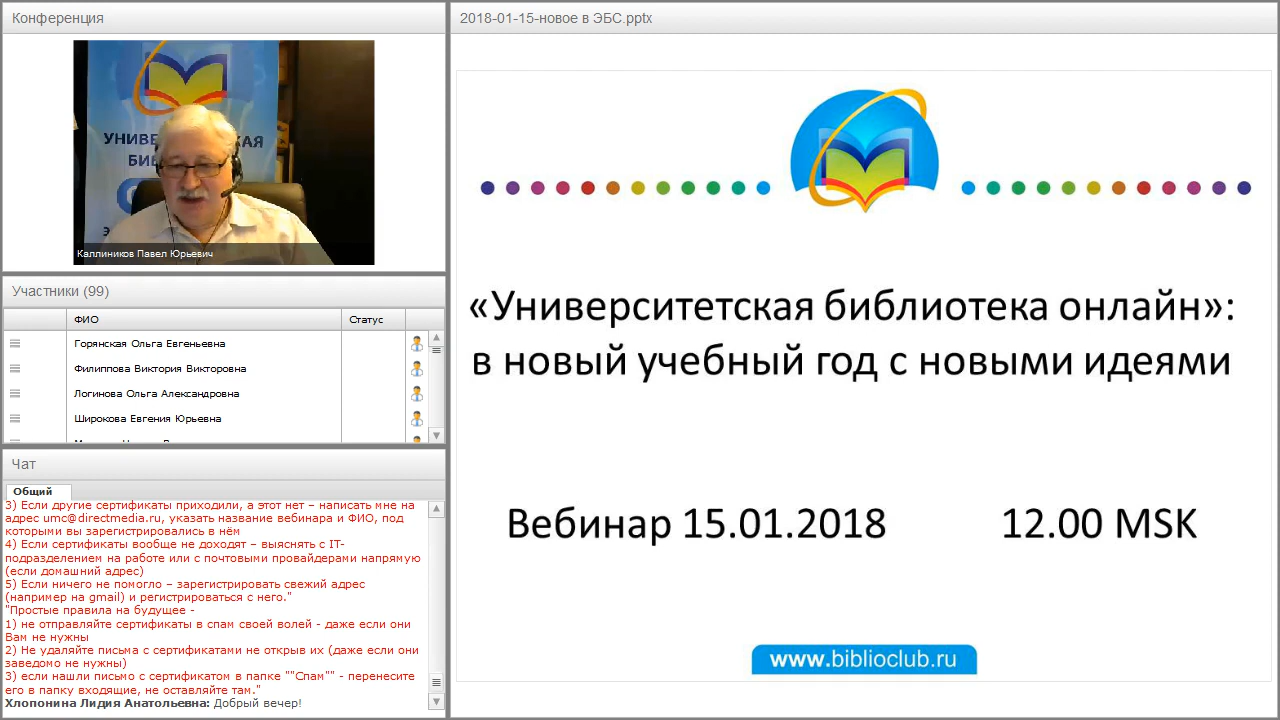 Конференция
УНИВЕ
КАЯ
БИБ
Каллиников Павел Юрьевич
Участники (99)
ФИО Статус
Горянская Ольга Евгеньевна
Филиппова Виктория Викторовна
Логинова Ольга Александровна
Широкова Евгения Юрьевна
Чат
Общий
3) Если другие сертификаты приходили, а этот нет – написать мне на
адрес umc@directmedia.ru, указать название вебинара и ФИО, под
которыми вы зарегистрировались в нём
4) Если сертификаты вообще не доходят – выяснять с IT-
подразделением на работе или с почтовыми провайдерами напрямую
(если домашний адрес)
5) Если ничего не помогло – зарегистрировать свежий адрес
(например на gmail) и регистрироваться с него."
"Простые правила на будущее -
1) не отправляйте сертификаты в спам своей волей - даже если они
Вам не нужны
2) Не удаляйте письма с сертификатами не открыв их (даже если они
заведомо не нужны)
3) если нашли письмо с сертификатом в папке ""Спам"" - перенесите
его в папку входящие, не оставляйте там."
Хлопонина Лидия Анатольевна: Добрый вечер!
2018-01-15-новое в ЭБС.pptx
«Университетская библиотека онлайн»:
в новый учебный год с новыми идеями
Вебинар 15.01.2018 12.00 MSK
www.biblioclub.ru